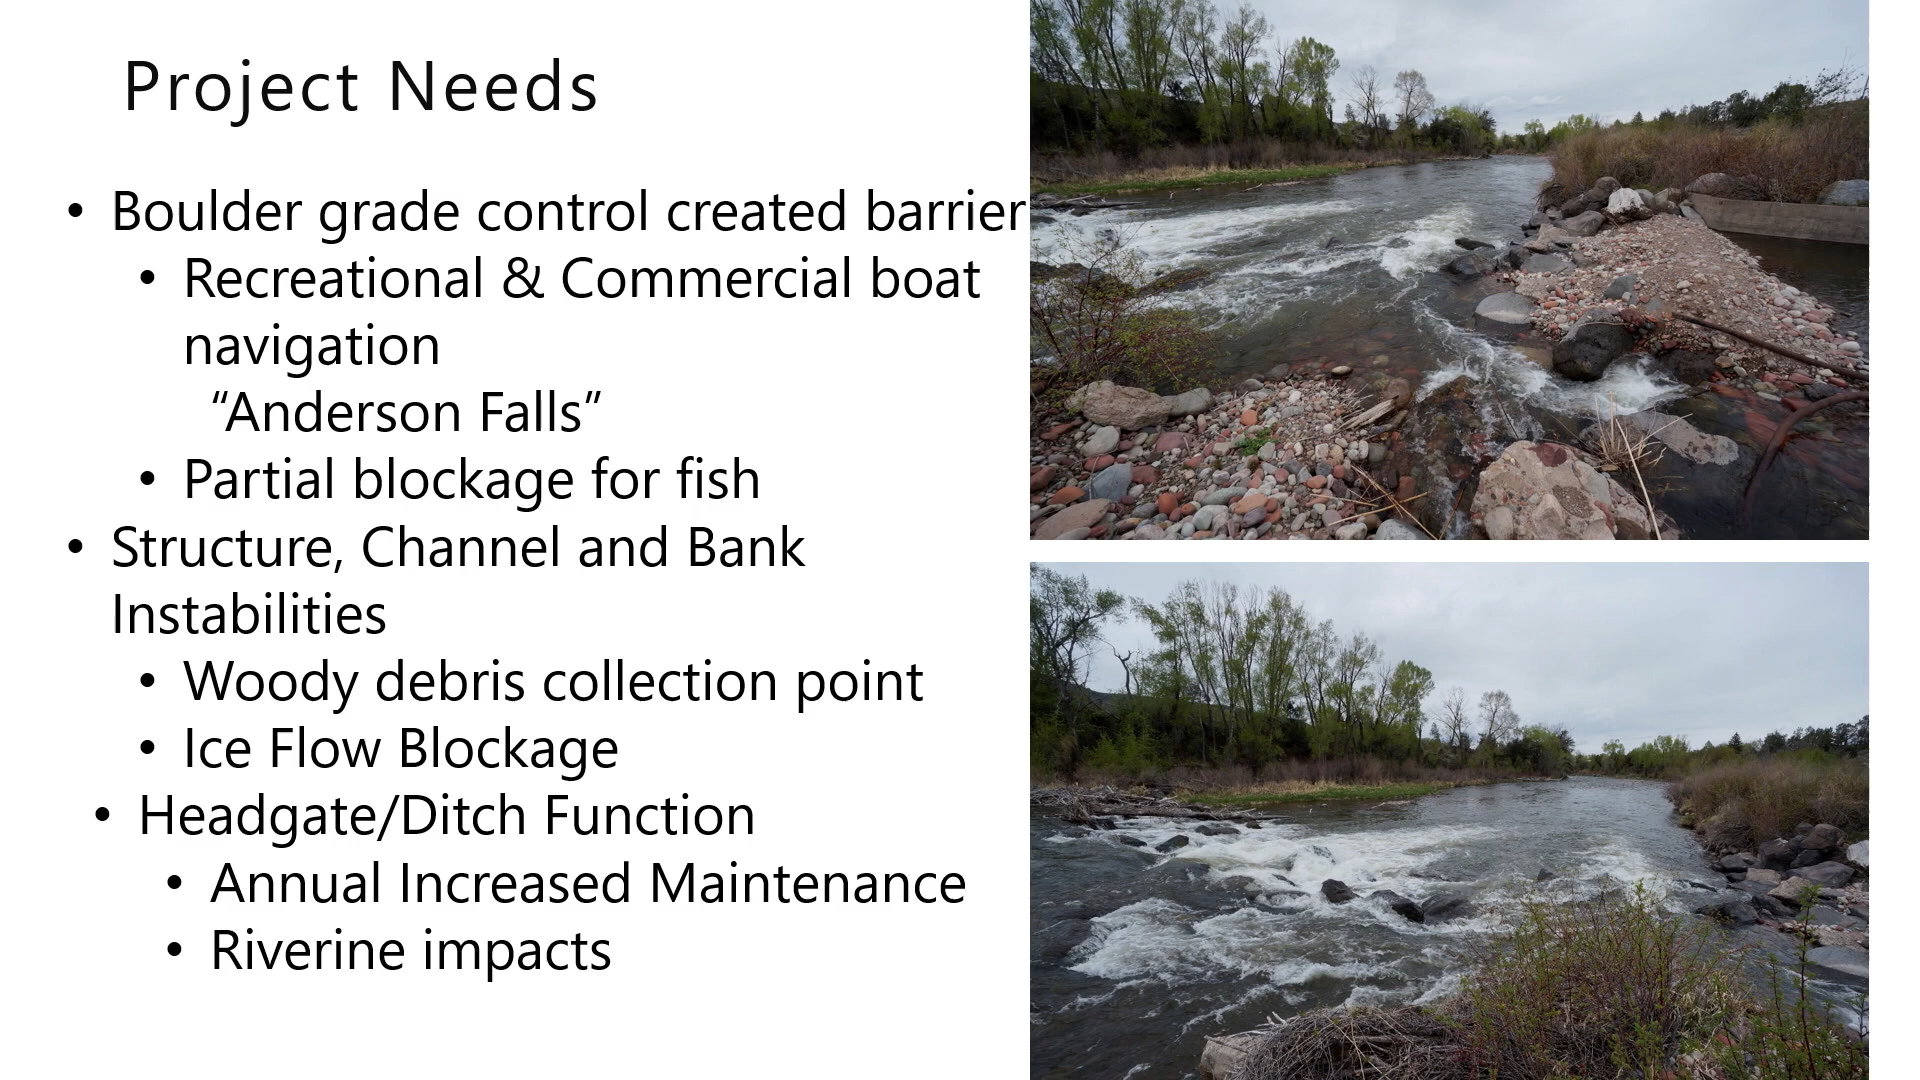 Project Needs
• Boulder grade control created barrier
• Recreational & Commercial boat
navigation
“Anderson Falls”
• Partial blockage for fish
• Structure, Channel and Bank
Instabilities
• Woody debris collection point
• Ice Flow Blockage
• Headgate/Ditch Function
• Annual Increased Maintenance
• Riverine impacts